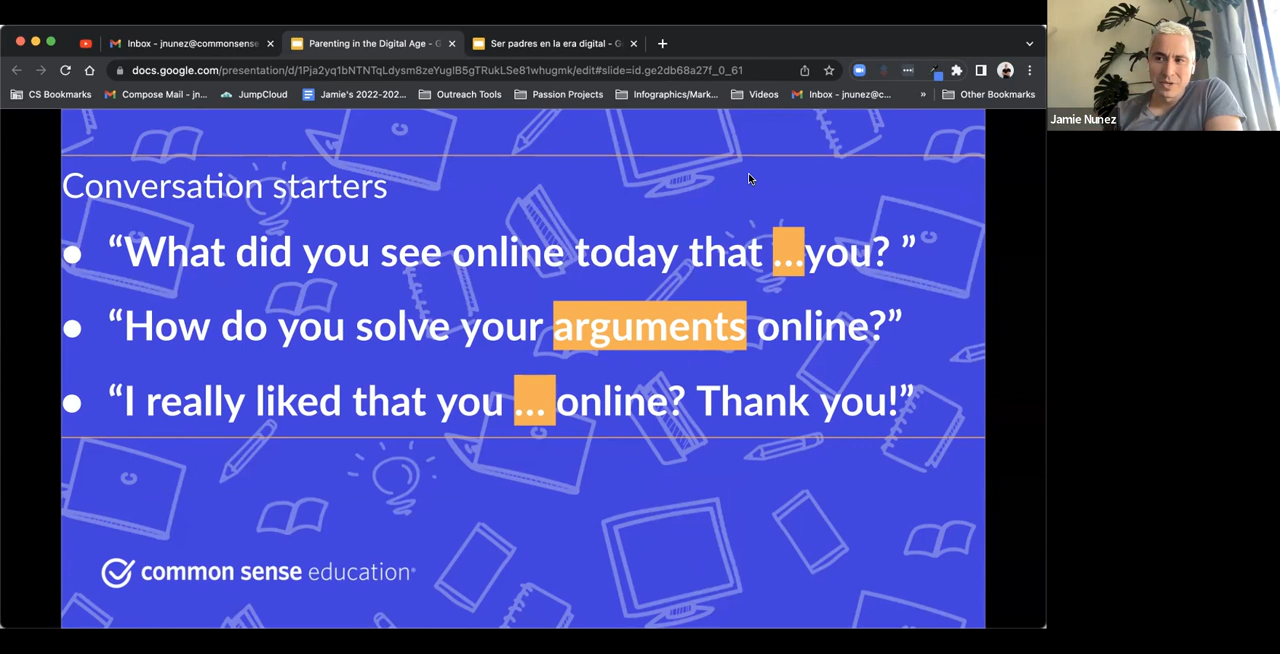 Inbox - jnunez@commonsense
Parenting in the Digital Age - G
Ser padres en la era digital - G
docs.google.com/presentation/d/1Pja2yq1bNTNTqLdysm8zeYuglB5gTRukLSe81whugmk/edit#slide=id.ge2db68a27f_0_61
CS Bookmarks
Compose Mail - jn...
JumpCloud
Jamie's 2022-202...
Outreach Tools
Passion Projects
Infographics/Mark...
Videos
Inbox - jnunez@c...
»
Other Bookmarks
Jamie Nunez
Conversation starters
● “What did you see online today that ...you? ”
● “How do you solve your arguments online?”
● “I really liked that you ... online? Thank you!”
common sense education®